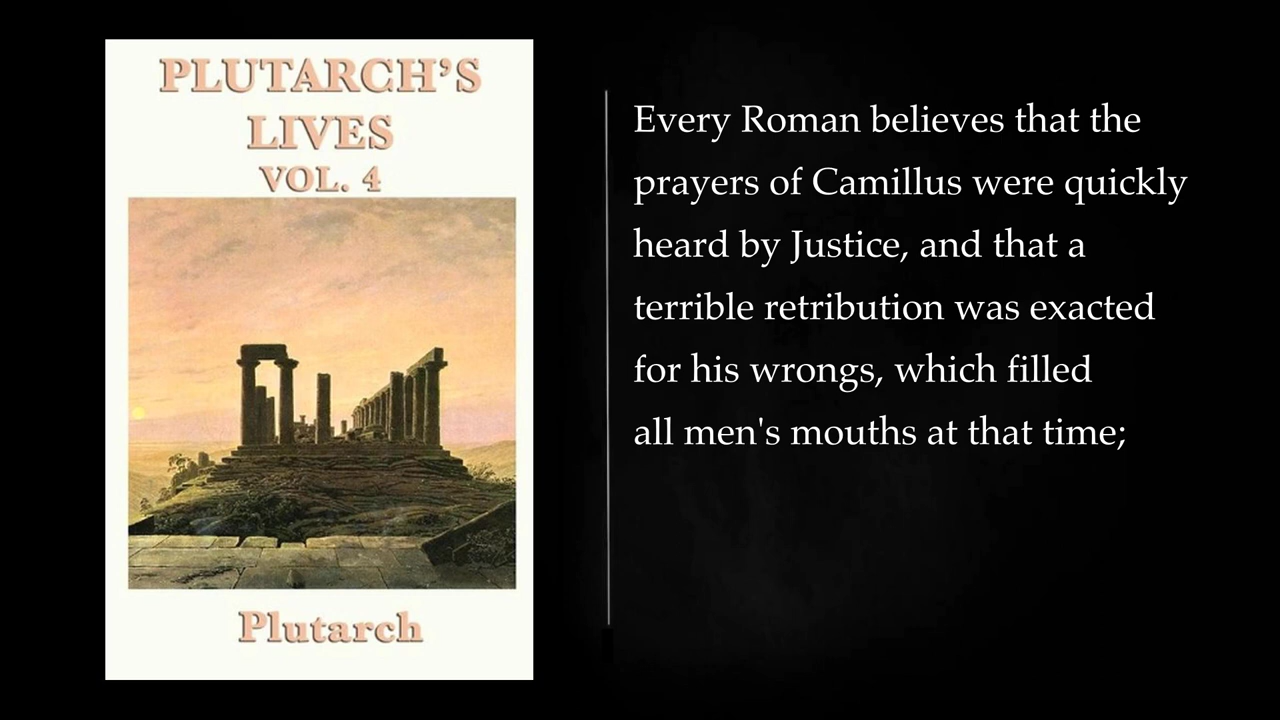 PLUTARCH'S
LIVES
VOL. 4
Plutarch
Every Roman believes that the
prayers of Camillus were quickly
heard by Justice, and that a
terrible retribution was exacted
for his wrongs, which filled
all men's mouths at that time;